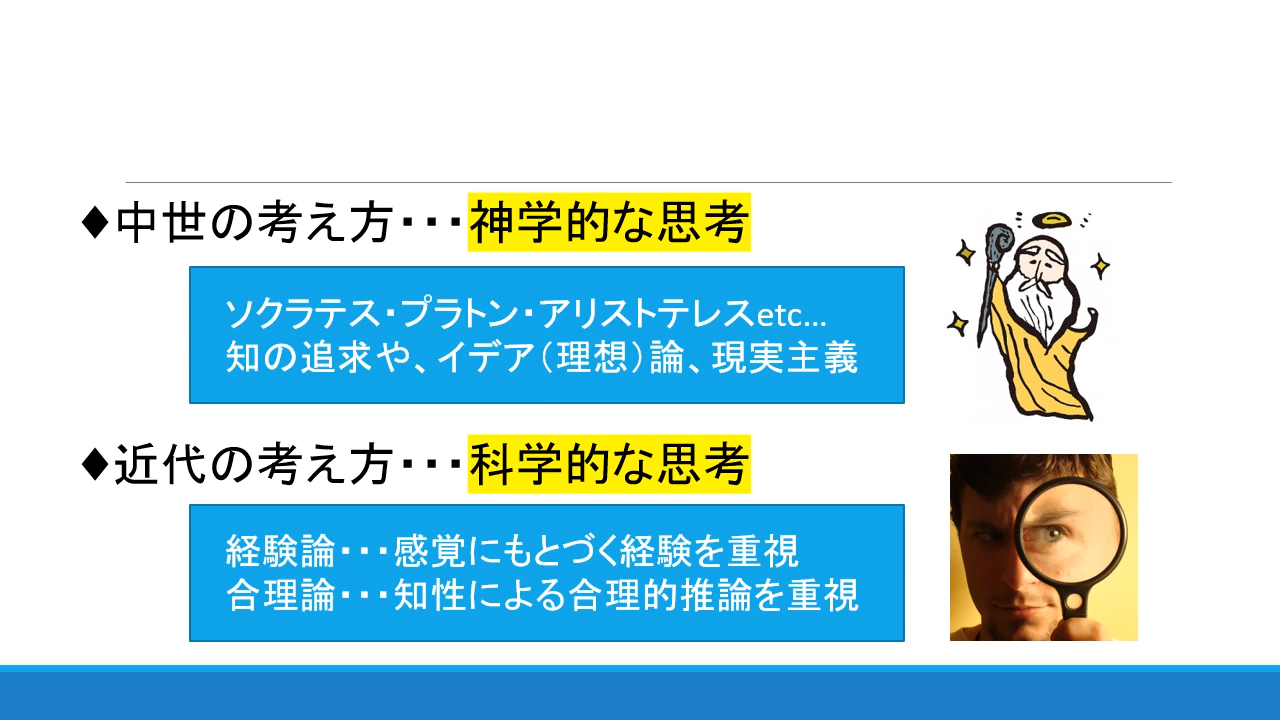 ♦中世の考え方・・・神学的な思考
ソクラテス・プラトン・アリストテレスetc…
知の追求や、イデア（理想）論、現実主義
♦近代の考え方・・・科学的な思考
経験論・・・感覚にもとづく経験を重視
合理論・・・知性による合理的推論を重視